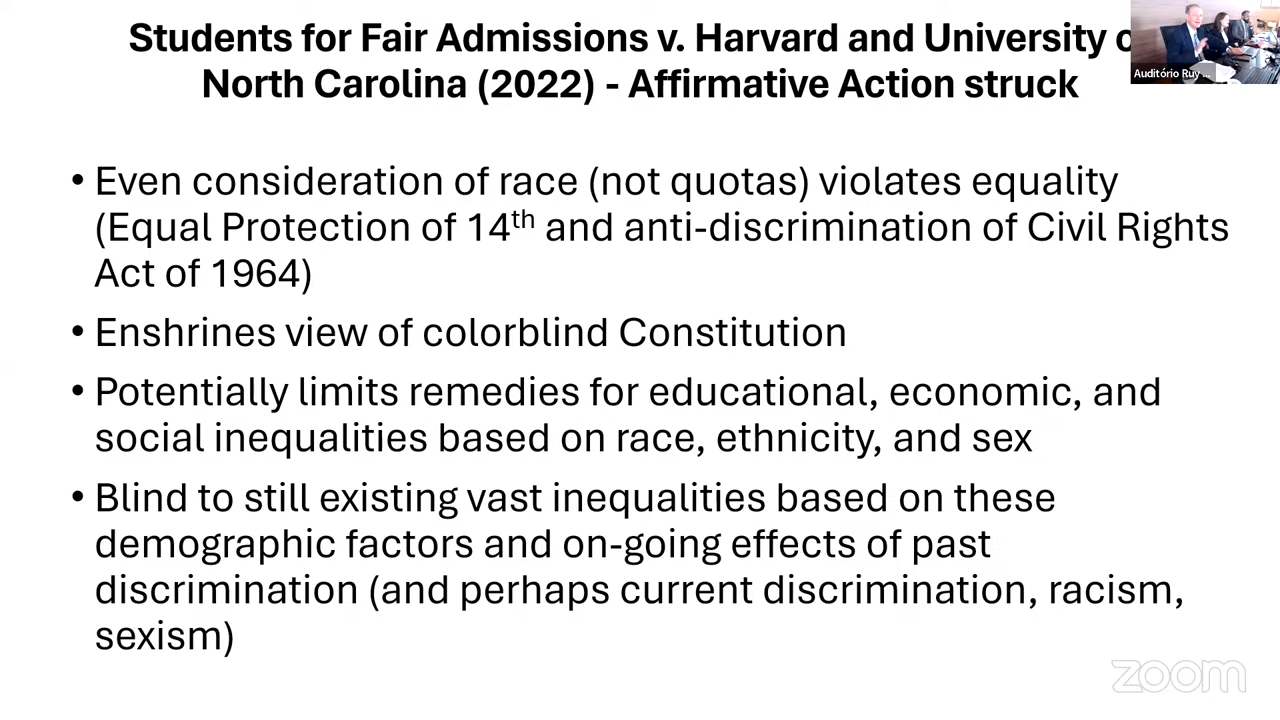 Students for Fair Admissions v. Harvard and University
North Carolina (2022) - Affirmative Action struck
Auditório Ruy ...
• Even consideration of race (not quotas) violates equality
(Equal Protection of 14th and anti-discrimination of Civil Rights
Act of 1964)
• Enshrines view of colorblind Constitution
• Potentially limits remedies for educational, economic, and
social inequalities based on race, ethnicity, and sex
• Blind to still existing vast inequalities based on these
demographic factors and on-going effects of past
discrimination (and perhaps current discrimination, racism,
sexism)
zoom